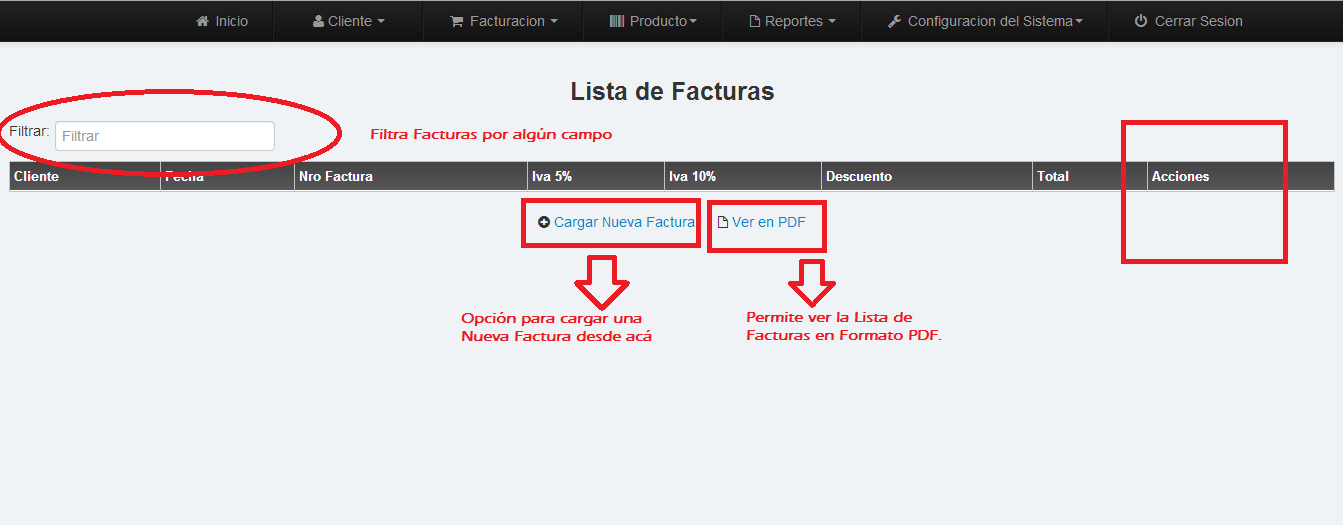 Inicio Cliente Facturacion Producto Reportes Configuracion del Sistema Cerrar Sesion
Lista de Facturas
Filtrar: Filtrar Filtra Facturas por algún campo
Cliente Fecha Nro Factura Iva 5% Iva 10% Descuento Total Acciones
Cargar Nueva Factura Ver en PDF
Opción para cargar una
Nueva Factura desde acá
Permite ver la Lista de
Facturas en Formato PDF.